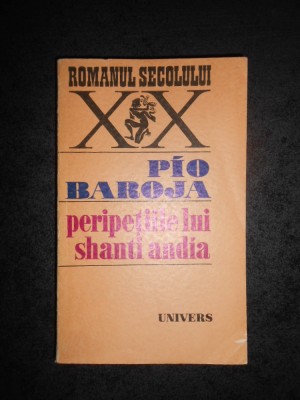 ROMANUL SECOLULUI
XX
PÍO
BAROJA
peripețiile lui
shanti andía
UNIVERS